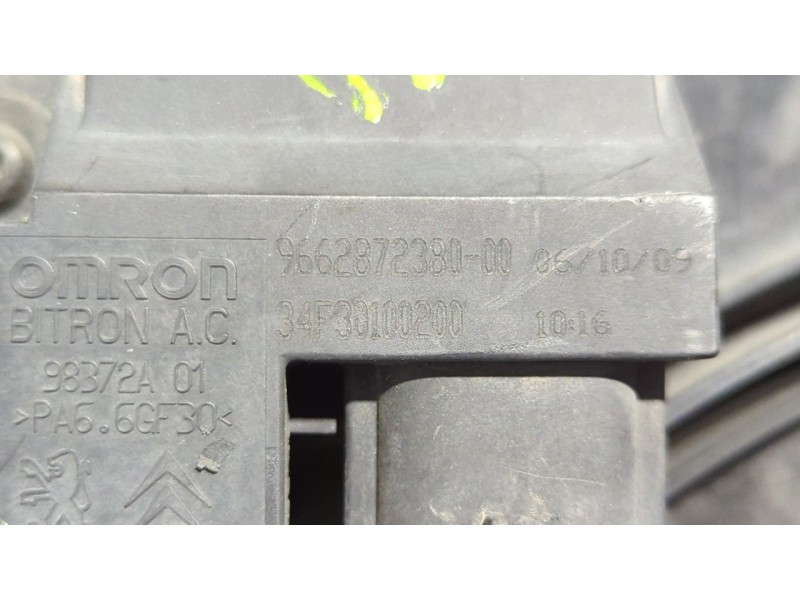 omron
BITRON A.C.
98372A 01
>PA6.6GF30<
9662872380-00 06/10/09
34F30100200 10:16